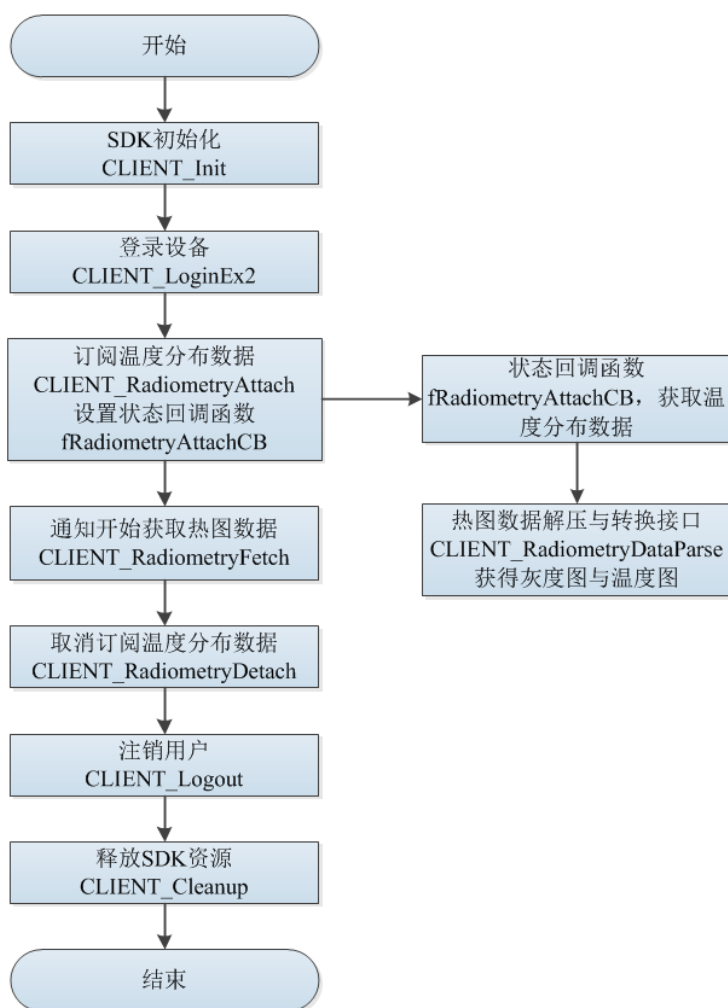 开始
SDK初始化
CLIENT_Init
登录设备
CLIENT_LoginEx2
订阅温度分布数据
CLIENT_RadiometryAttach
设置状态回调函数
fRadiometryAttachCB
状态回调函数
fRadiometryAttachCB，获取温
度分布数据
热图数据解压与转换接口
CLIENT_RadiometryDataParse
获得灰度图与温度图
通知开始获取热图数据
CLIENT_RadiometryFetch
取消订阅温度分布数据
CLIENT_RadiometryDetach
注销用户
CLIENT_Logout
释放SDK资源
CLIENT_Cleanup
结束